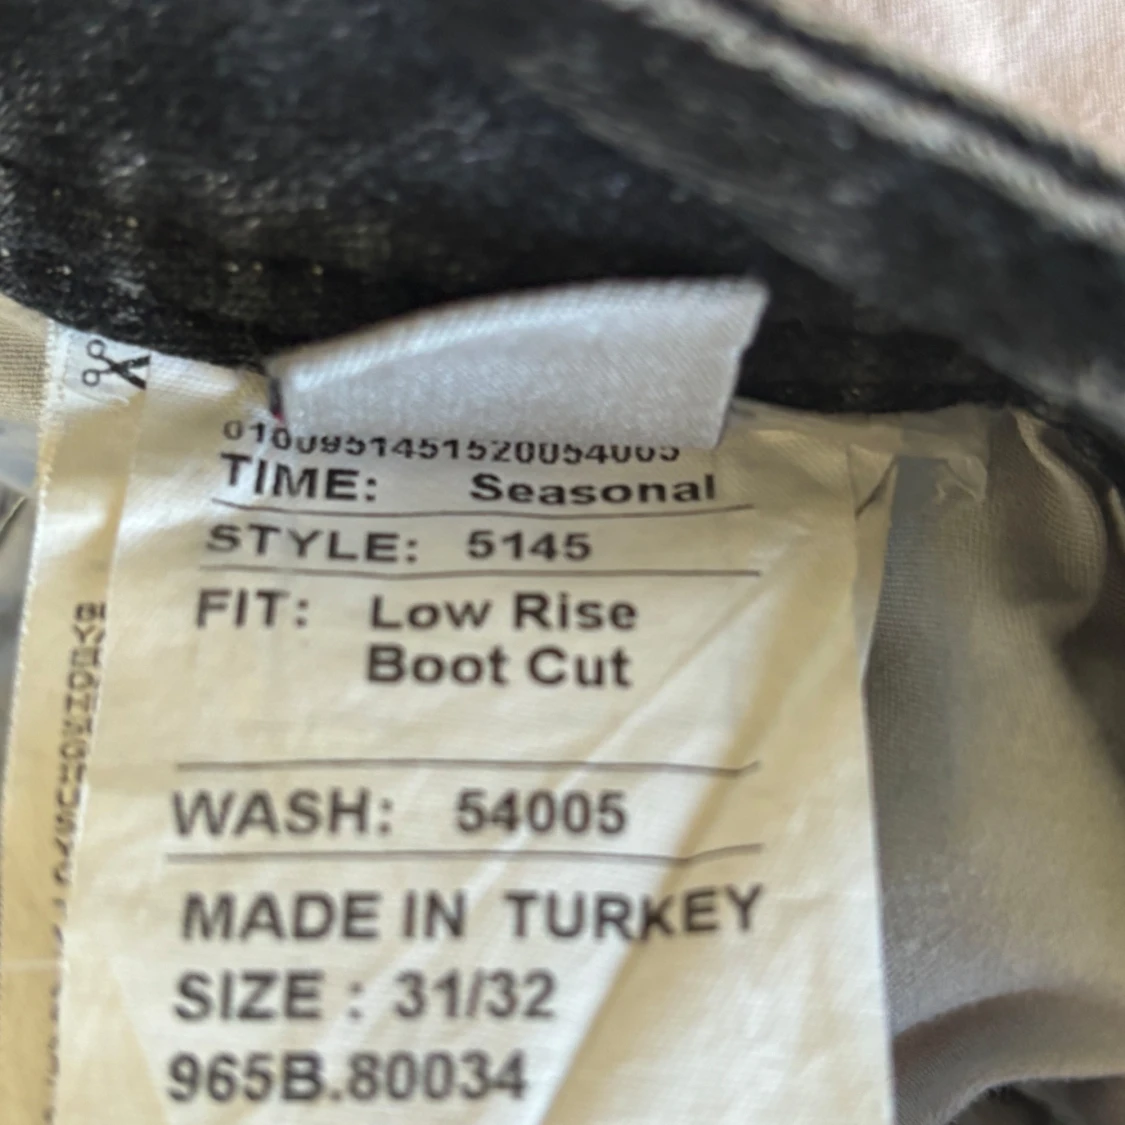 TIME: Seasonal
STYLE: 5145
FIT: Low Rise
Boot Cut
WASH: 54005
MADE IN TURKEY
SIZE : 31/32
965B.80034